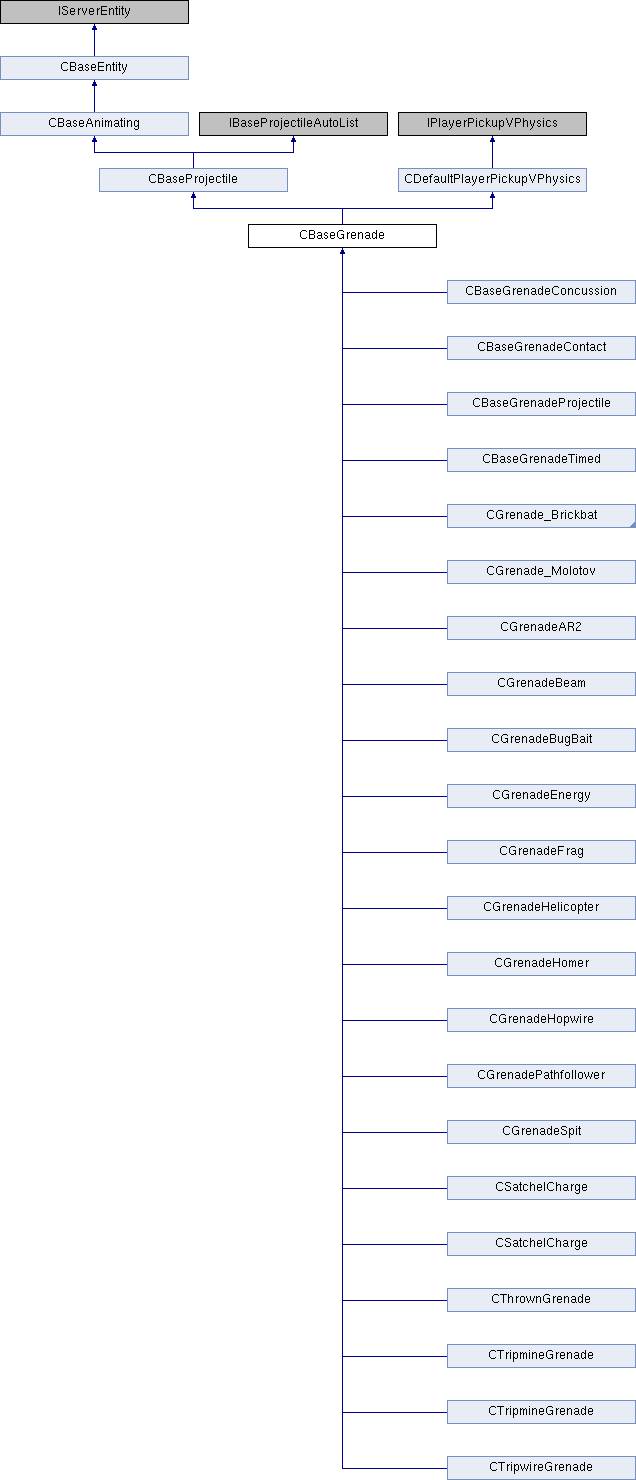 IServerEntity
CBaseEntity
CBaseAnimating
IBaseProjectileAutoList
IPlayerPickupVPhysics
CBaseProjectile
CDefaultPlayerPickupVPhysics
CBaseGrenade
CBaseGrenadeConcussion
CBaseGrenadeContact
CBaseGrenadeProjectile
CBaseGrenadeTimed
CGrenade_Brickbat
CGrenade_Molotov
CGrenadeAR2
CGrenadeBeam
CGrenadeBugBait
CGrenadeEnergy
CGrenadeFrag
CGrenadeHelicopter
CGrenadeHomer
CGrenadeHopwire
CGrenadePathfollower
CGrenadeSpit
CSatchelCharge
CSatchelCharge
CThrownGrenade
CTripmineGrenade
CTripmineGrenade
CTripwireGrenade